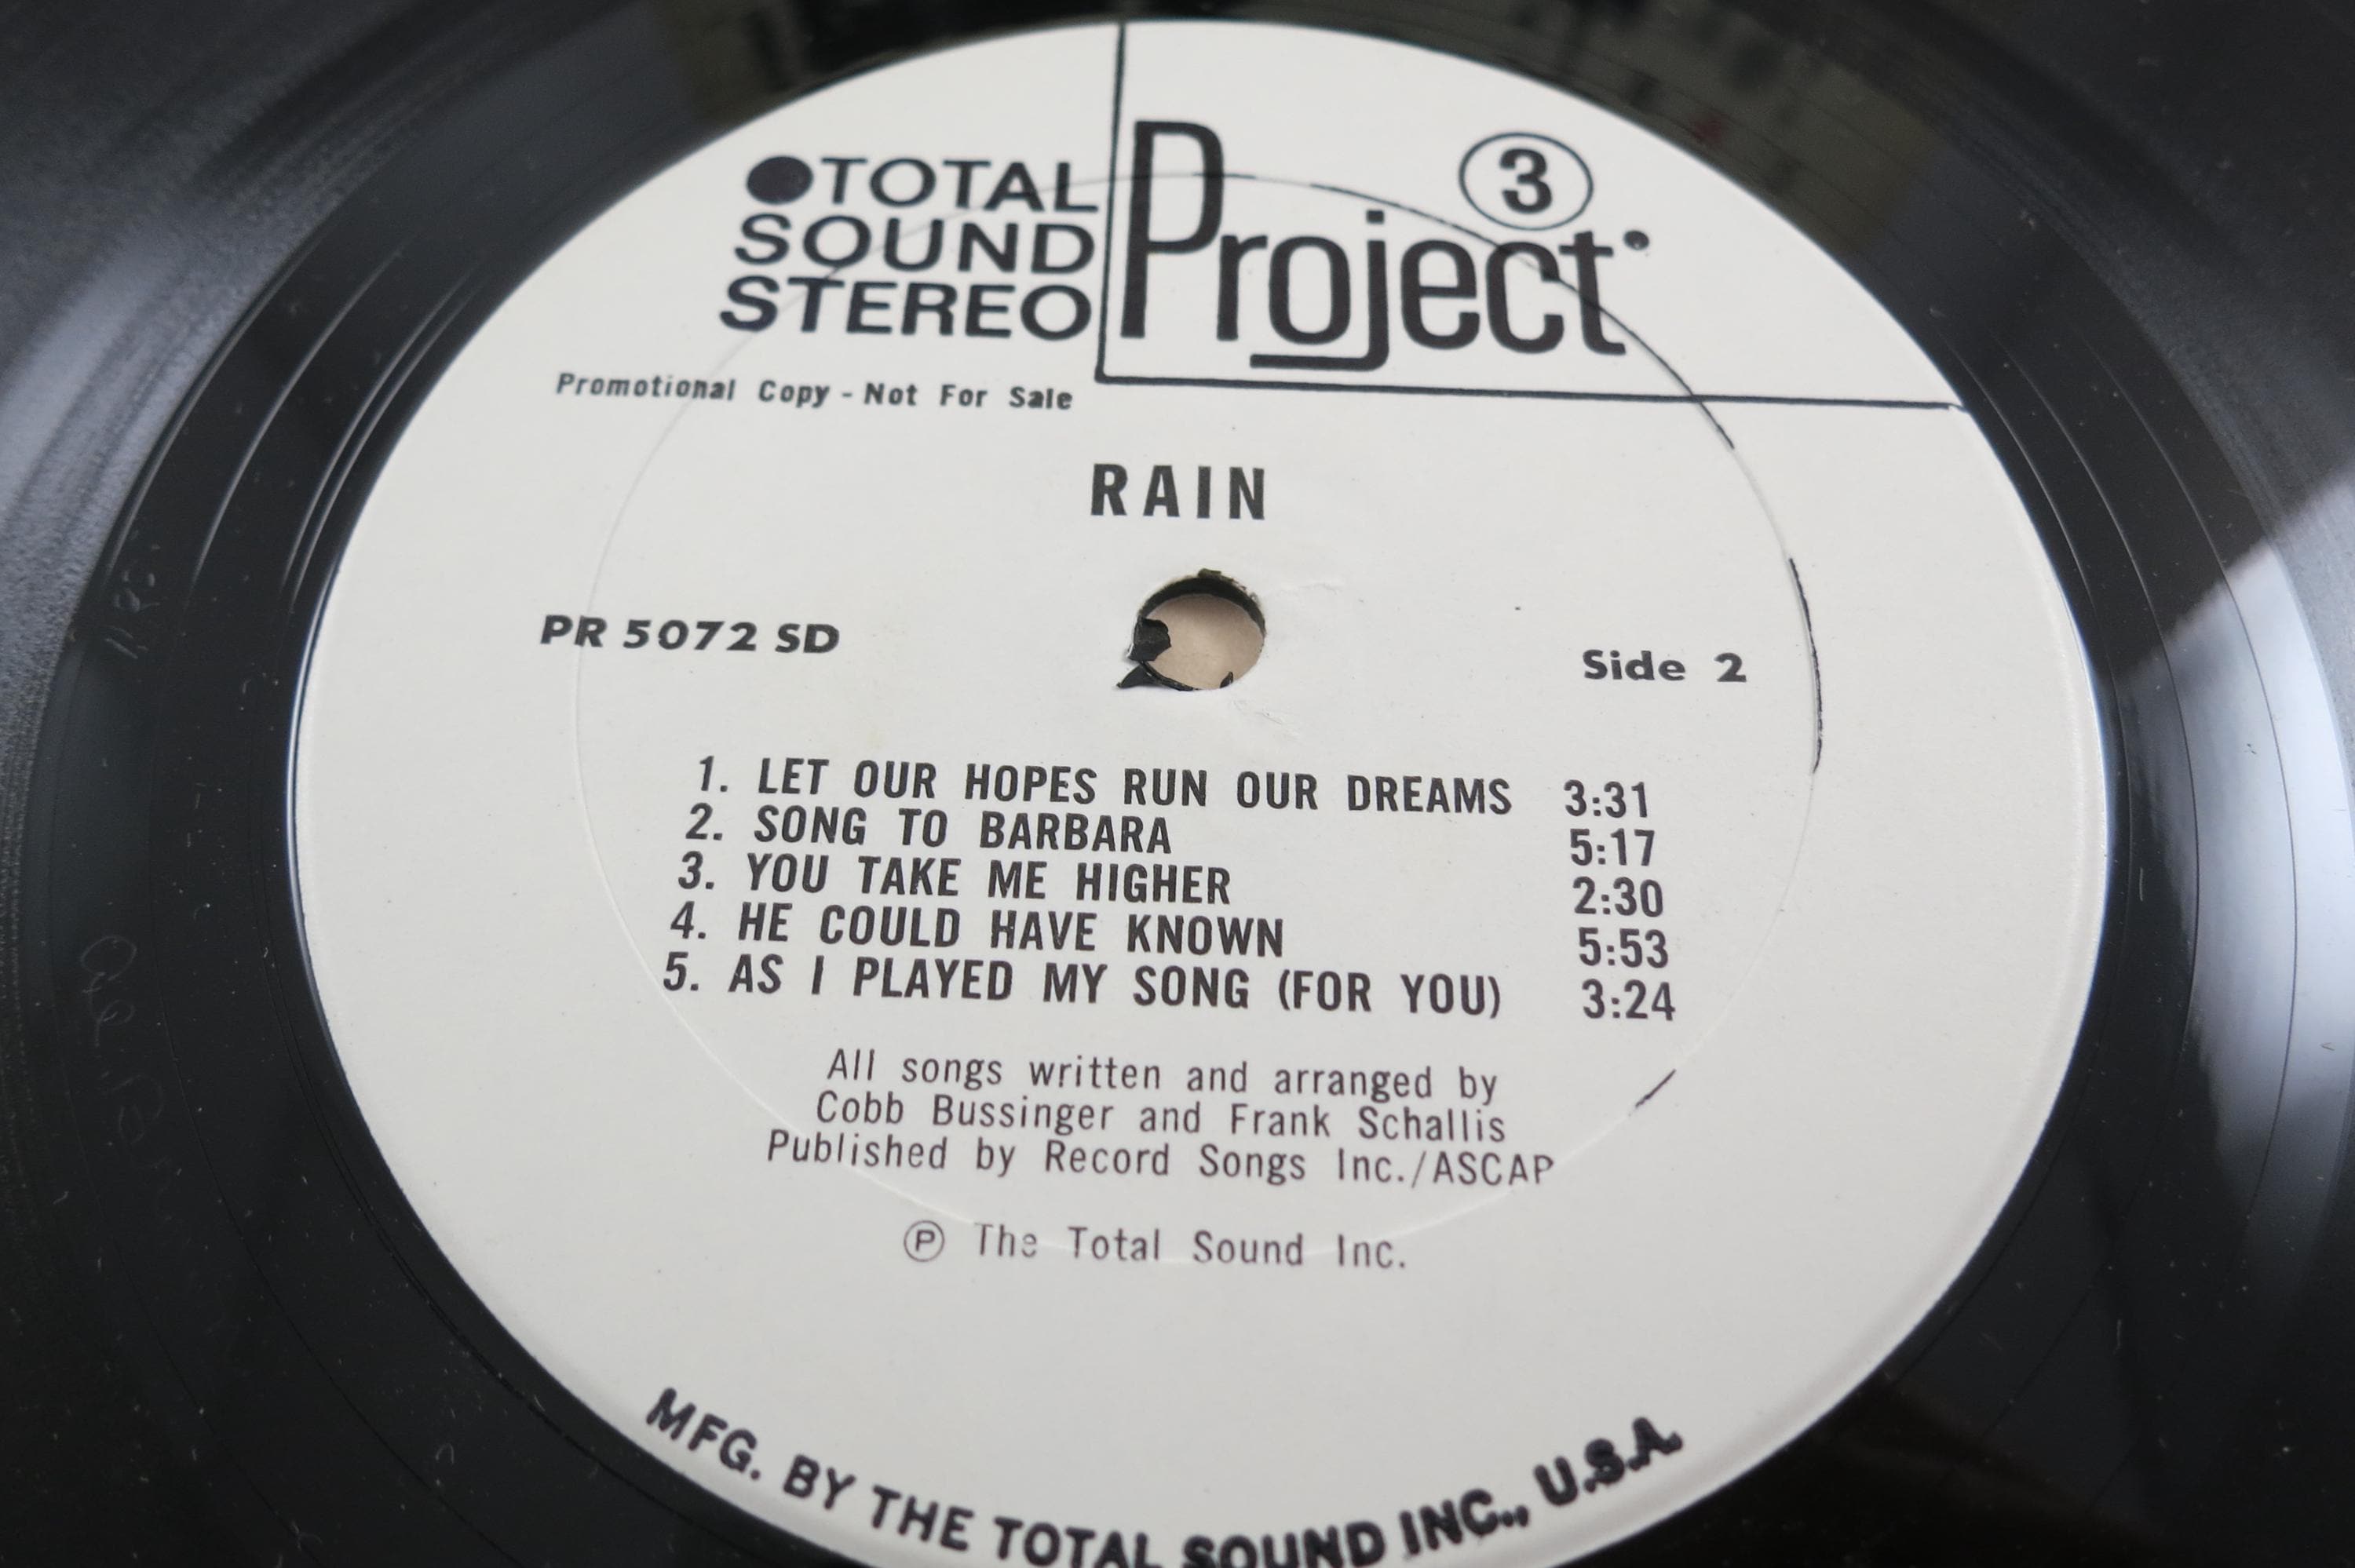 ●TOTAL
SOUND
STEREO
Project 3
Promotional Copy - Not For Sale
RAIN
PR 5072 SD
Side 2
1. LET OUR HOPES RUN OUR DREAMS 3:31
2. SONG TO BARBARA 5:17
3. YOU TAKE ME HIGHER 2:30
4. HE COULD HAVE KNOWN 5:53
5. AS I PLAYED MY SONG (FOR YOU) 3:24
All songs written and arranged by
Cobb Bussinger and Frank Schallis
Published by Record Songs Inc./ASCAP
Ⓟ The Total Sound Inc.
MFG. BY THE TOTAL SOUND INC., U.S.A.